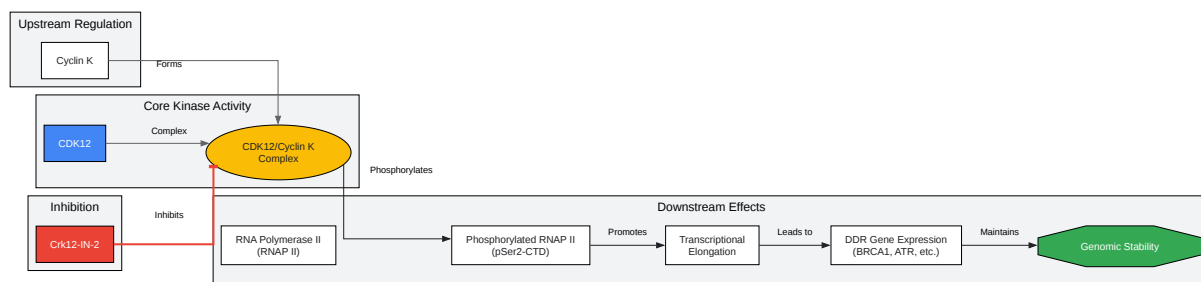 Upstream Regulation
Cyclin K
Forms
Core Kinase Activity
CDK12
Complex
CDK12/Cyclin K
Complex
Phosphorylates
Inhibition
Crk12-IN-2
Inhibits
Downstream Effects
RNA Polymerase II
(RNAP II)
Phosphorylated RNAP II
(pSer2-CTD)
Promotes
Transcriptional
Elongation
Leads to
DDR Gene Expression
(BRCA1, ATR, etc.)
Maintains
Genomic Stability